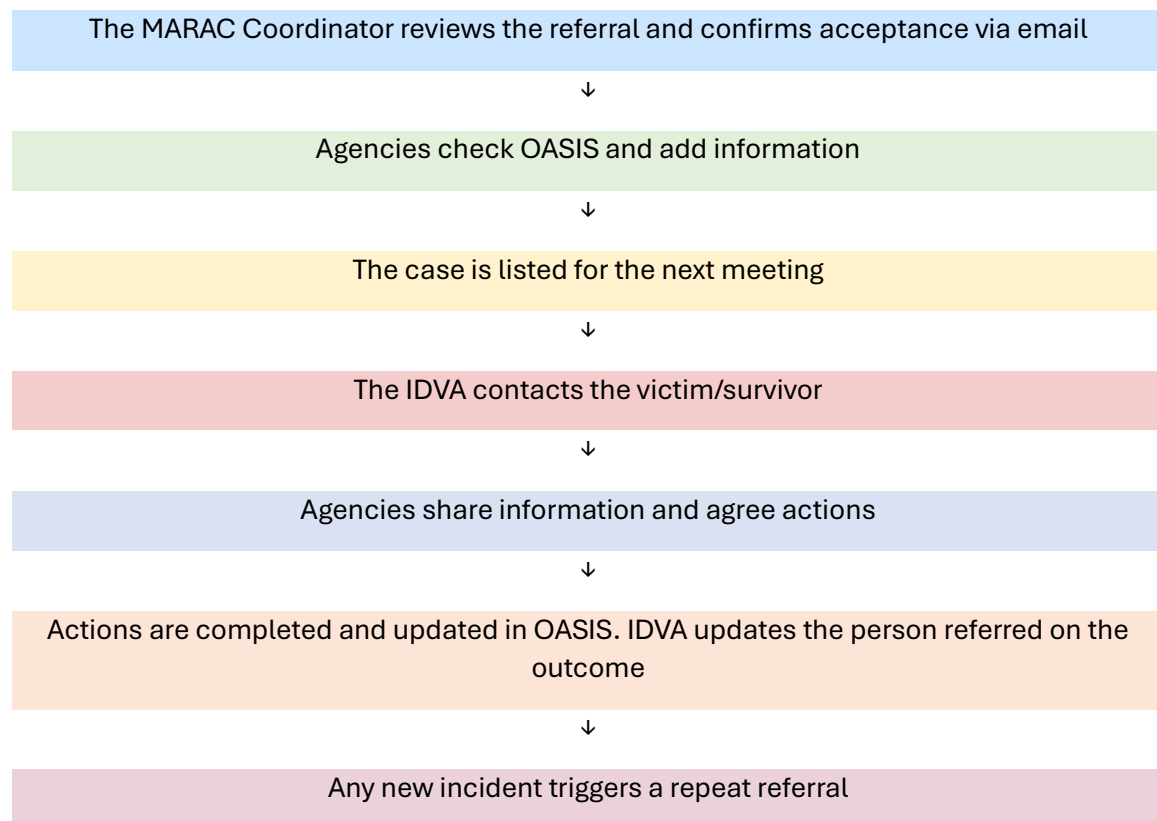 The MARAC Coordinator reviews the referral and confirms acceptance via email
↓
Agencies check OASIS and add information
↓
The case is listed for the next meeting
↓
The IDVA contacts the victim/survivor
↓
Agencies share information and agree actions
↓
Actions are completed and updated in OASIS. IDVA updates the person referred on the
outcome
↓
Any new incident triggers a repeat referral